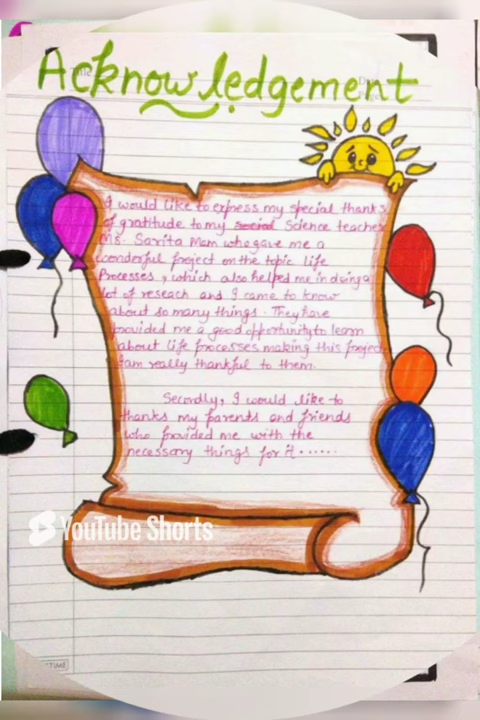 Acknowledgement
I would like to express my special thanks
of gratitude to my social Science teacher
Ms. Sarita Mam who gave me a
wonderful project on the topic life
Processes, which also helped me in doing a
lot of reseach and I came to know
about so many things. They have
provided me a good opportunity to learn
about life processes making this project
I am really thankful to them.
Secondly, I would like to
thanks my parents and friends
who provided me with the
necessary things for it......
YouTube Shorts
TIME